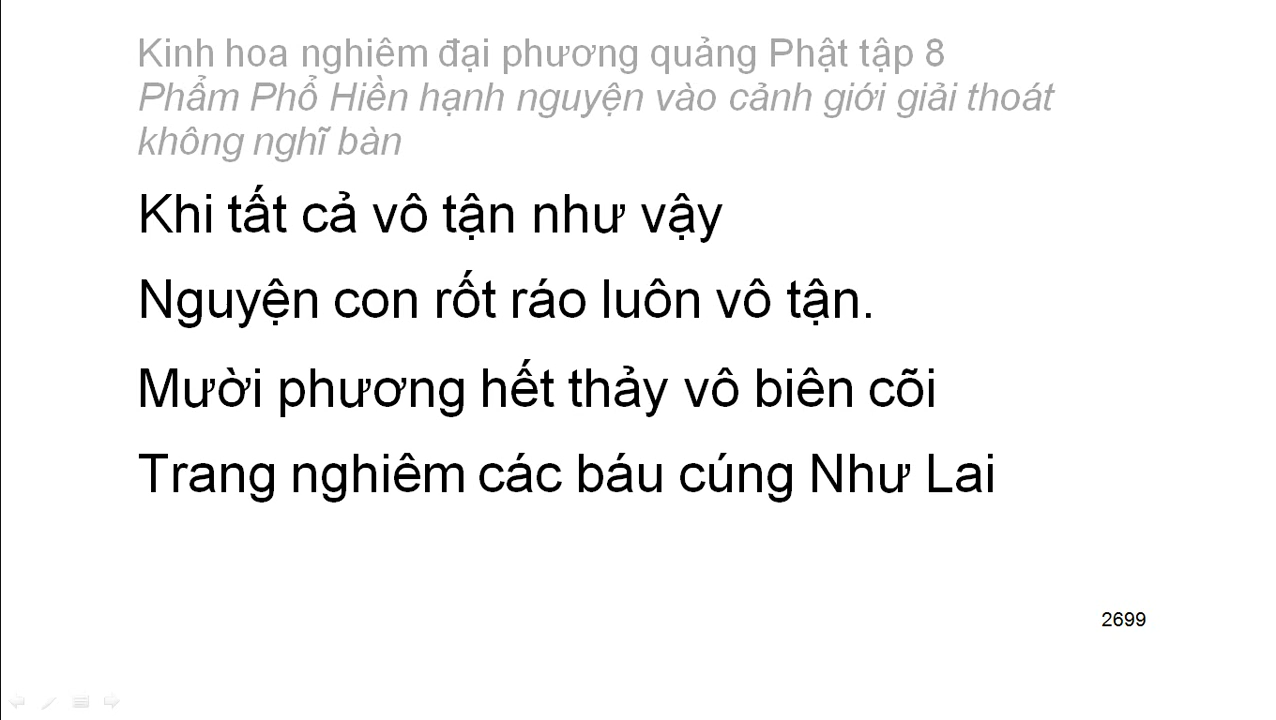 Kinh hoa nghiêm đại phương quảng Phật tập 8
Phẩm Phổ Hiền hạnh nguyện vào cảnh giới giải thoát
không nghĩ bàn
Khi tất cả vô tận như vậy
Nguyện con rốt ráo luôn vô tận.
Mười phương hết thảy vô biên cõi
Trang nghiêm các báu cúng Như Lai
2699